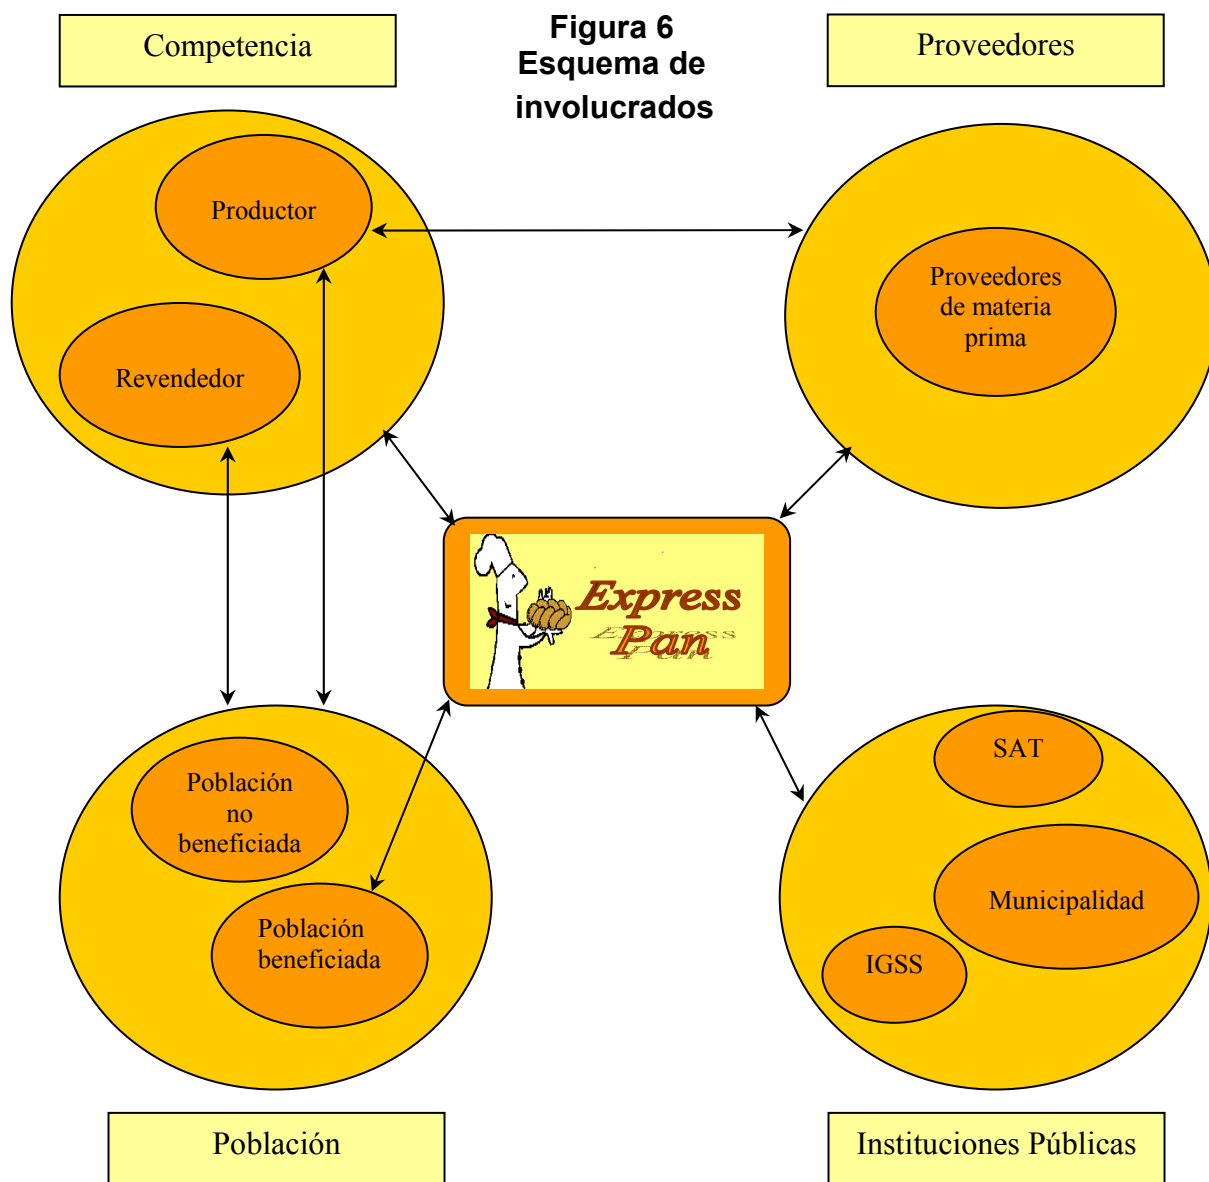 Figura 6
Esquema de
involucrados
Competencia
Proveedores
Productor
Revendedor
Proveedores
de materia
prima
Express
Pan
Población
no
beneficiada
Población
beneficiada
SAT
Municipalidad
IGSS
Población
Instituciones Públicas